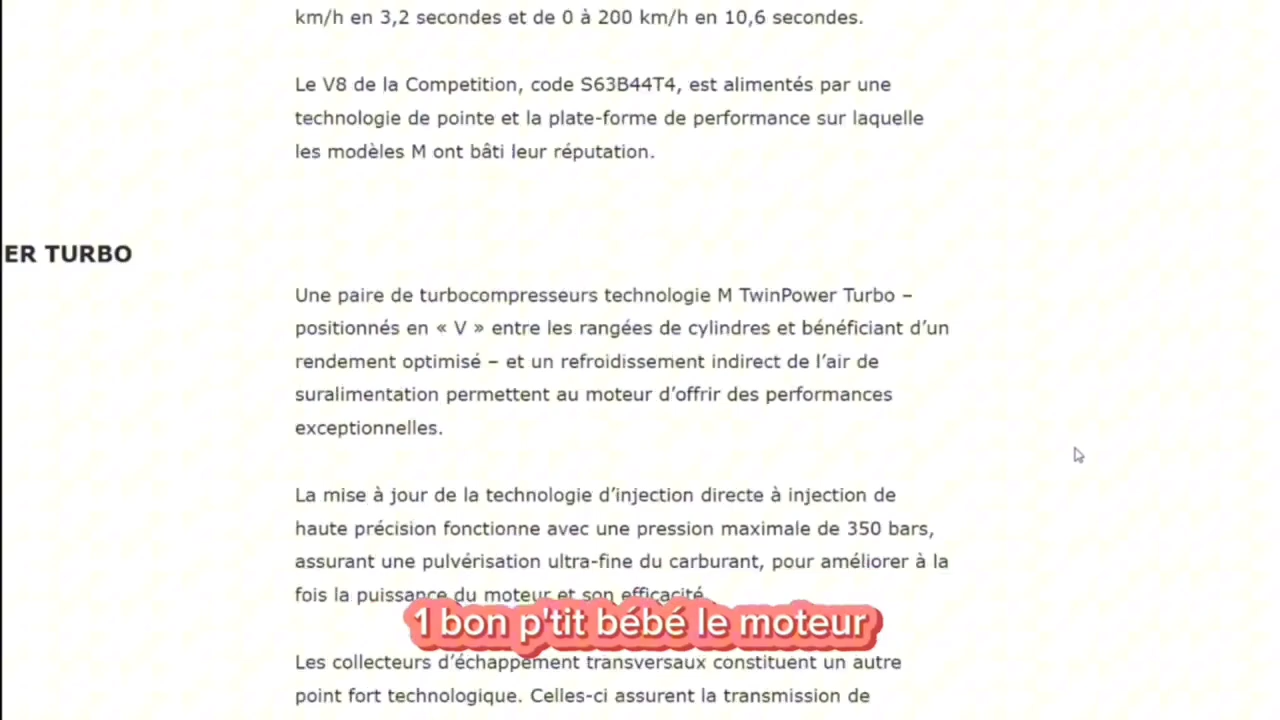 km/h en 3,2 secondes et de 0 à 200 km/h en 10,6 secondes.
Le V8 de la Competition, code S63B44T4, est alimentés par une
technologie de pointe et la plate-forme de performance sur laquelle
les modèles M ont bâti leur réputation.
ER TURBO
Une paire de turbocompresseurs technologie M TwinPower Turbo –
positionnés en « V » entre les rangées de cylindres et bénéficiant d’un
rendement optimisé – et un refroidissement indirect de l’air de
suralimentation permettent au moteur d’offrir des performances
exceptionnelles.
La mise à jour de la technologie d’injection directe à injection de
haute précision fonctionne avec une pression maximale de 350 bars,
assurant une pulvérisation ultra-fine du carburant, pour améliorer à la
fois la puissance du moteur et son efficacité.
1 bon p'tit bébé le moteur
Les collecteurs d’échappement transversaux constituent un autre
point fort technologique. Celles-ci assurent la transmission de